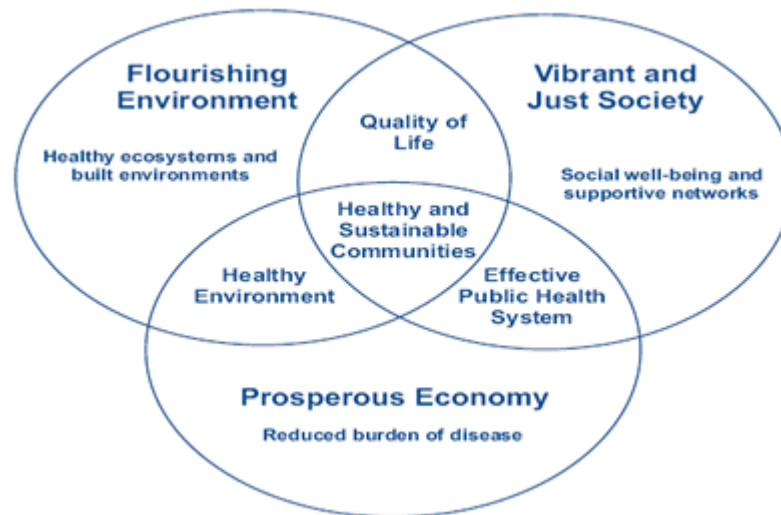 Flourishing
Environment
Healthy ecosystems and
built environments
Quality of
Life
Vibrant and
Just Society
Social well-being and
supportive networks
Healthy and
Sustainable
Communities
Healthy
Environment
Effective
Public Health
System
Prosperous Economy
Reduced burden of disease